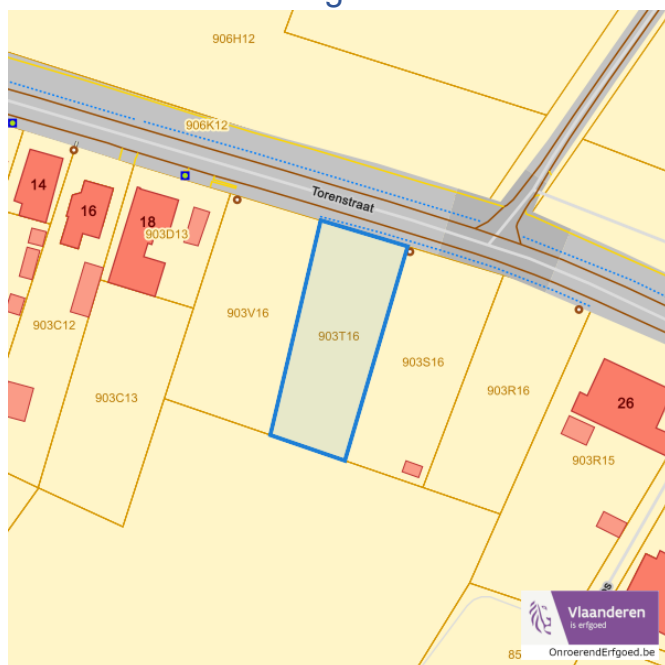 906H12
906K12
Torenstraat
14
16
18
903D13
903V16
903T16
903C12
903S16
903C13
903R16
26
903R15
Vlaanderen
is erfgoed
OnroerendErfgoed.be